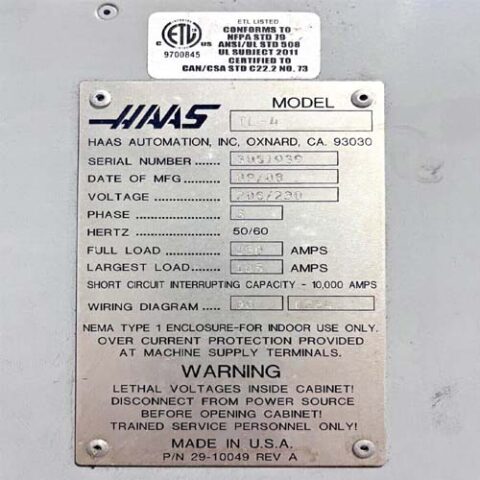 ETL LISTED
CONFORMS TO
NFPA STD 79
ANSI/UL STD 508
UL SUBJECT 2011
CERTIFIED TO
CAN/CSA STD C22.2 NO. 73
C ETL US
9700845
MODEL
HAAS TL-4
HAAS AUTOMATION, INC, OXNARD, CA. 93030
SERIAL NUMBER
DATE OF MFG
VOLTAGE
PHASE
HERTZ 50/60
FULL LOAD AMPS
LARGEST LOAD AMPS
SHORT CIRCUIT INTERRUPTING CAPACITY - 10,000 AMPS
WIRING DIAGRAM
NEMA TYPE 1 ENCLOSURE-FOR INDOOR USE ONLY.
OVER CURRENT PROTECTION PROVIDED
AT MACHINE SUPPLY TERMINALS.
WARNING
LETHAL VOLTAGES INSIDE CABINET!
DISCONNECT FROM POWER SOURCE
BEFORE OPENING CABINET!
TRAINED SERVICE PERSONNEL ONLY!
MADE IN U.S.A.
P/N 29-10049 REV A